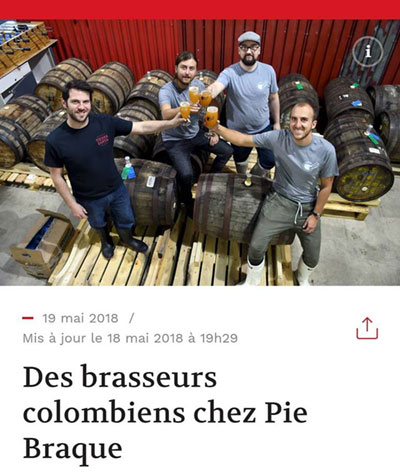 — 19 mai 2018 /
Mis à jour le 18 mai 2018 à 19h29
Des brasseurs
colombiens chez Pie
Braque